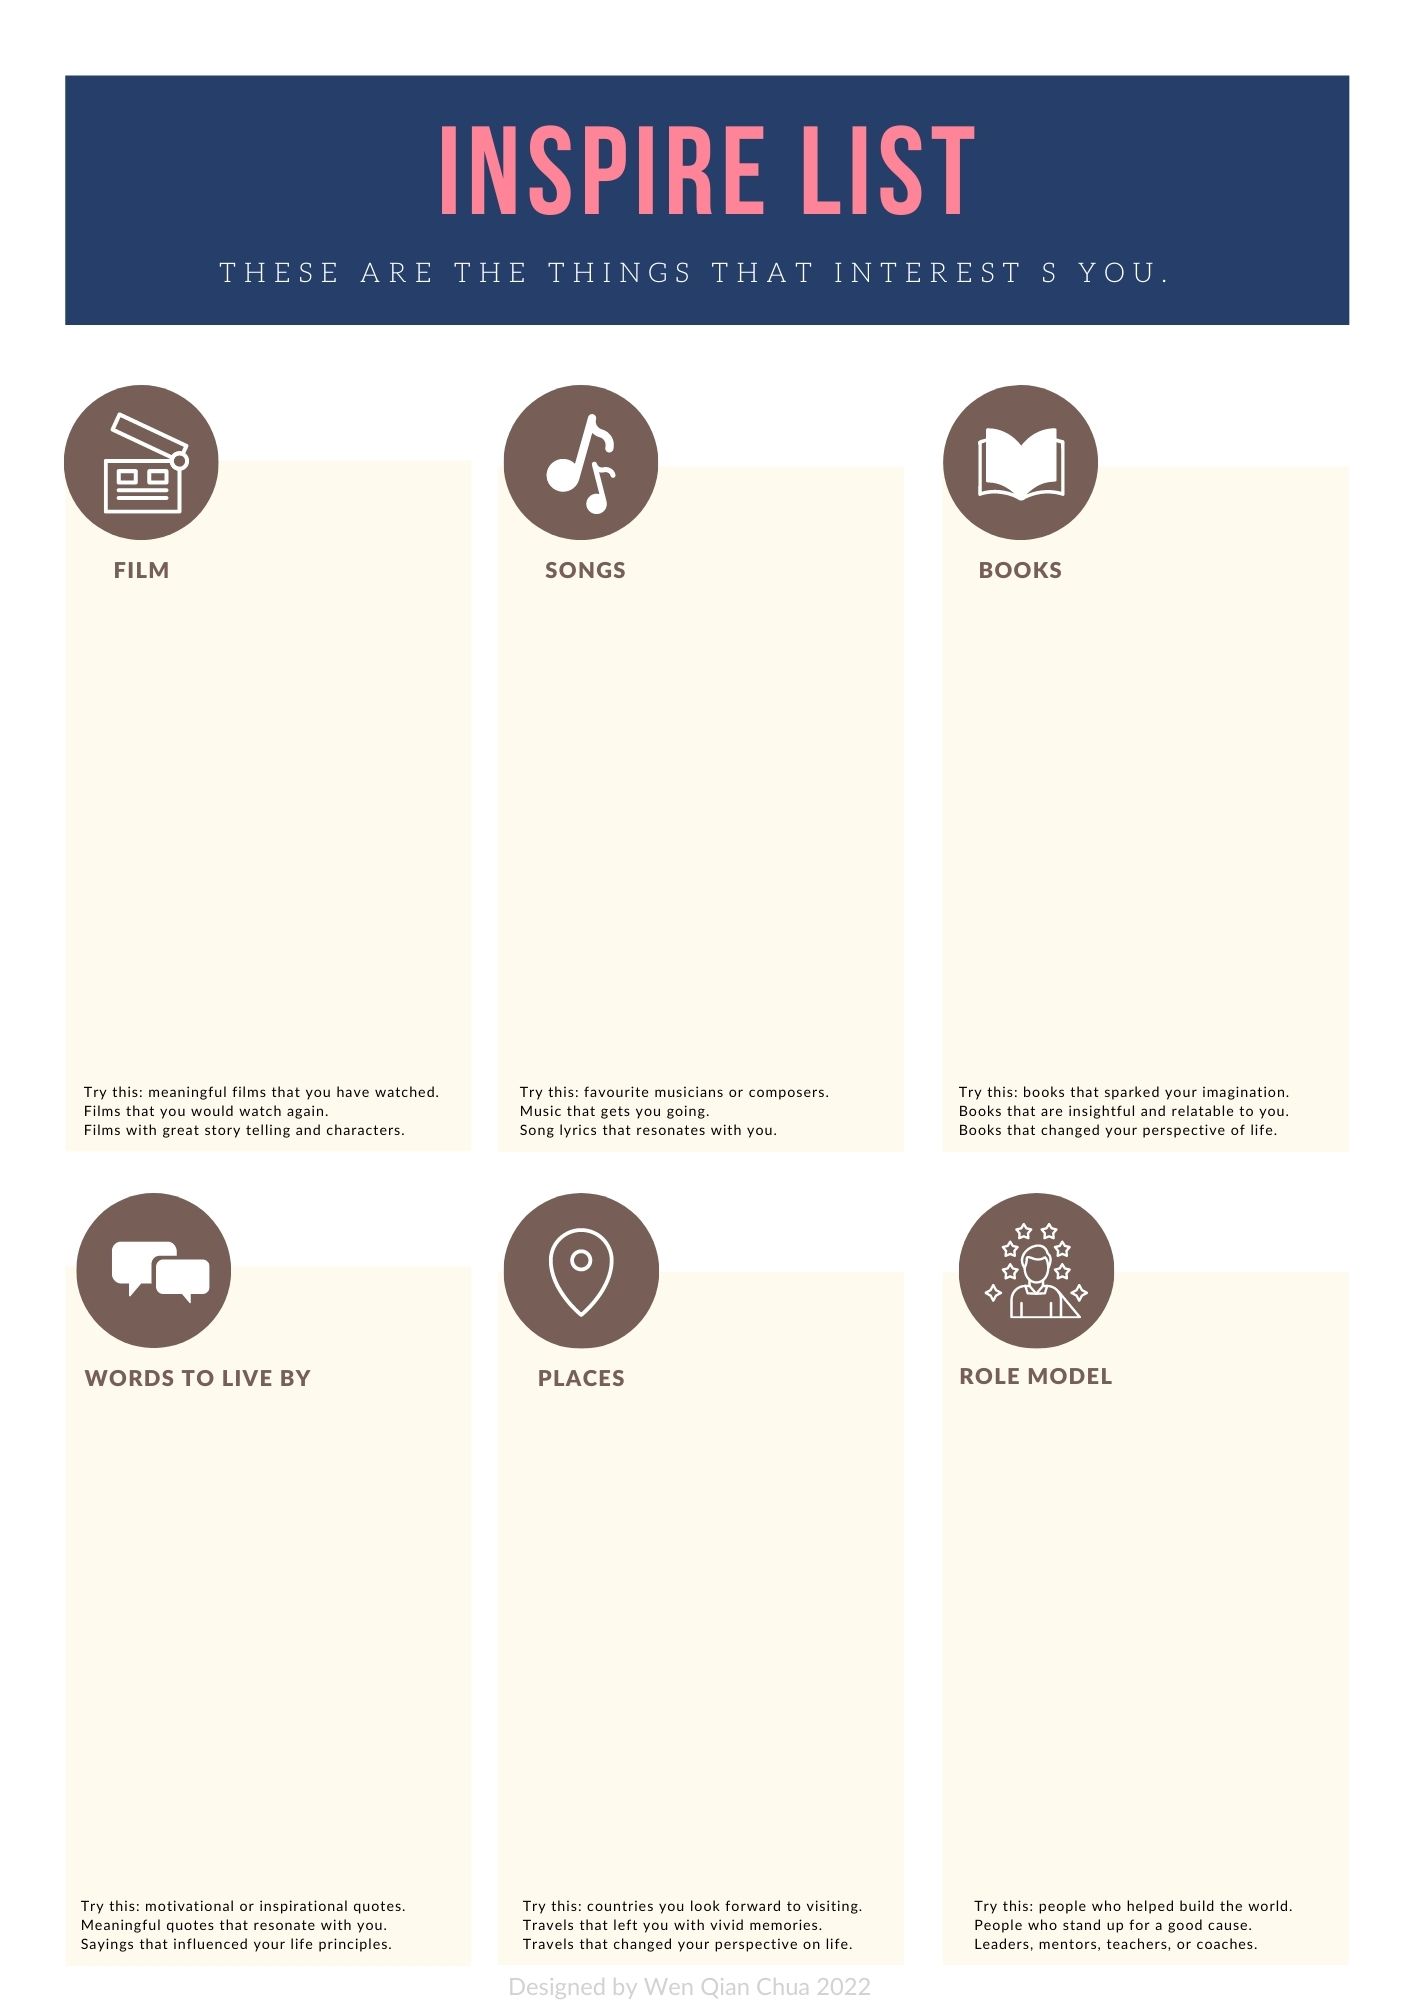 INSPIRE LIST
THESE ARE THE THINGS THAT INTEREST S YOU.
FILM
Try this: meaningful films that you have watched.
Films that you would watch again.
Films with great story telling and characters.
SONGS
Try this: favourite musicians or composers.
Music that gets you going.
Song lyrics that resonates with you.
BOOKS
Try this: books that sparked your imagination.
Books that are insightful and relatable to you.
Books that changed your perspective of life.
WORDS TO LIVE BY
Try this: motivational or inspirational quotes.
Meaningful quotes that resonate with you.
Sayings that influenced your life principles.
PLACES
Try this: countries you look forward to visiting.
Travels that left you with vivid memories.
Travels that changed your perspective on life.
ROLE MODEL
Try this: people who helped build the world.
People who stand up for a good cause.
Leaders, mentors, teachers, or coaches.
Designed by Wen Qian Chua 2022